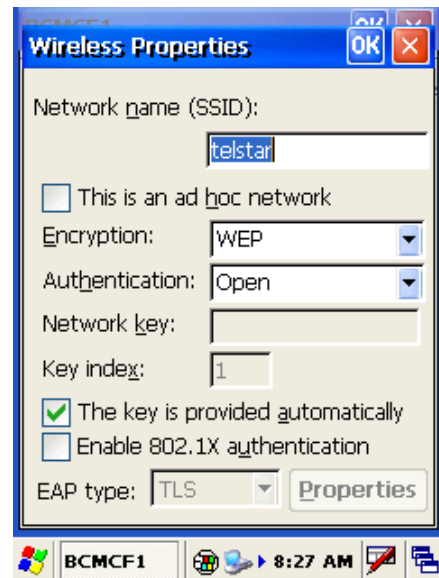 BCMCF1 OK
Wireless Properties OK
Network name (SSID):
telstar
This is an ad hoc network
Encryption: WEP
Authentication: Open
Network key:
Key index: 1
The key is provided automatically
Enable 802.1X authentication
EAP type: TLS Properties
BCMCF1 8:27 AM